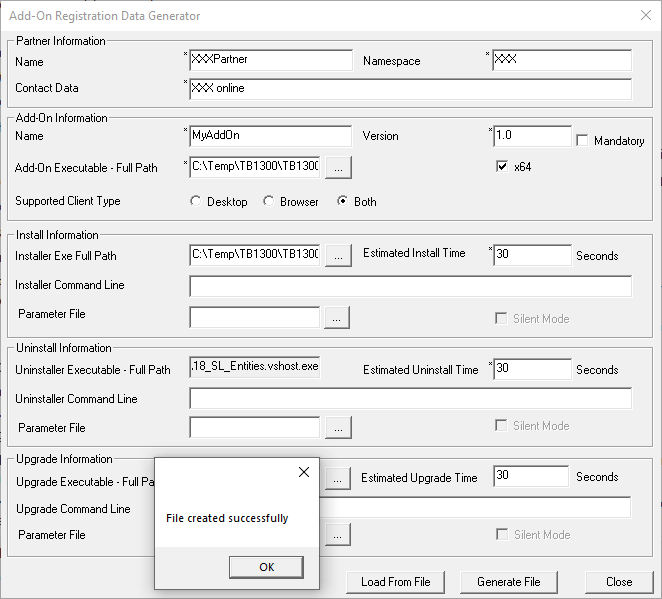 Add-On Registration Data Generator
Partner Information
Name * XXXPartner Namespace * XXX
Contact Data * XXX online
Add-On Information
Name * MyAddOn Version * 1.0 Mandatory
Add-On Executable - Full Path * C:\Temp\TB1300\TB1300 ... x64
Supported Client Type Desktop Browser Both
Install Information
Installer Exe Full Path C:\Temp\TB1300\TB1300 ... Estimated Install Time * 30 Seconds
Installer Command Line
Parameter File ... Silent Mode
Uninstall Information
Uninstaller Executable - Full Path .18_SL_Entities.vshost.exe Estimated Uninstall Time * 30 Seconds
Uninstaller Command Line
Parameter File ... Silent Mode
Upgrade Information
Upgrade Executable - Full Pa ... Estimated Upgrade Time 30 Seconds
Upgrade Command Line
Parameter File ... Silent Mode
File created successfully
OK
Load From File Generate File Close